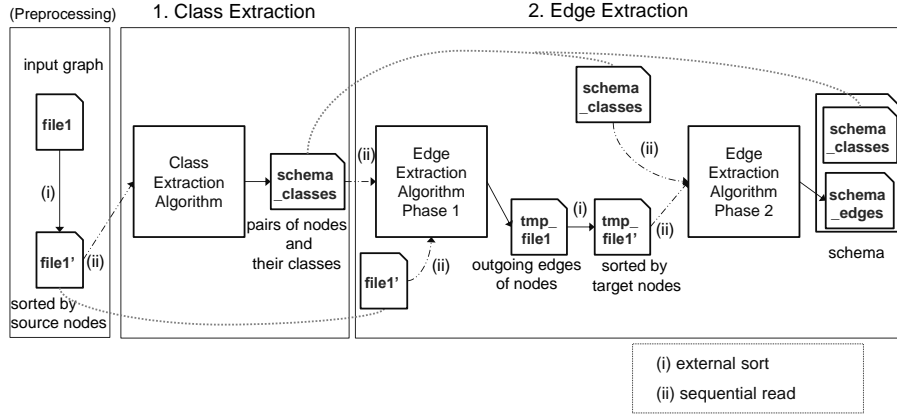 (Preprocessing)
1. Class Extraction
2. Edge Extraction
input graph
file1
(i)
file1’
(ii)
sorted by
source nodes
Class
Extraction
Algorithm
schema
_classes
pairs of nodes
and
their classes
(ii)
Edge
Extraction
Algorithm
Phase 1
file1’
(ii)
tmp_
file1
outgoing edges
of nodes
(i)
tmp_
file1’
sorted by
target nodes
(ii)
schema
_classes
(ii)
Edge
Extraction
Algorithm
Phase 2
schema
_classes
schema
_edges
schema
(i) external sort
(ii) sequential read